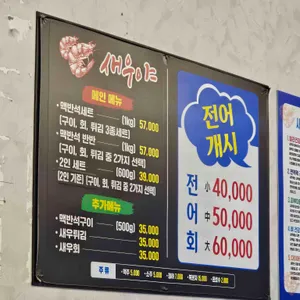 새우야
메인 메뉴
· 맥반석세트 (1kg) 57,000
[구이, 회, 튀김 3종세트]
· 맥반석 반반 (1kg) 57,000
[구이, 회, 튀김 중 2가지 선택]
· 2인 세트 (600g) 39,000
[2인 기준] [구이, 회, 튀김 중 2가지 선택]
추가메뉴
· 맥반석구이 (500g) 35,000
· 새우튀김 35,000
· 새우회 35,000
주류
전어
개시
전 小 40,000
어 中 50,000
회 大 60,000